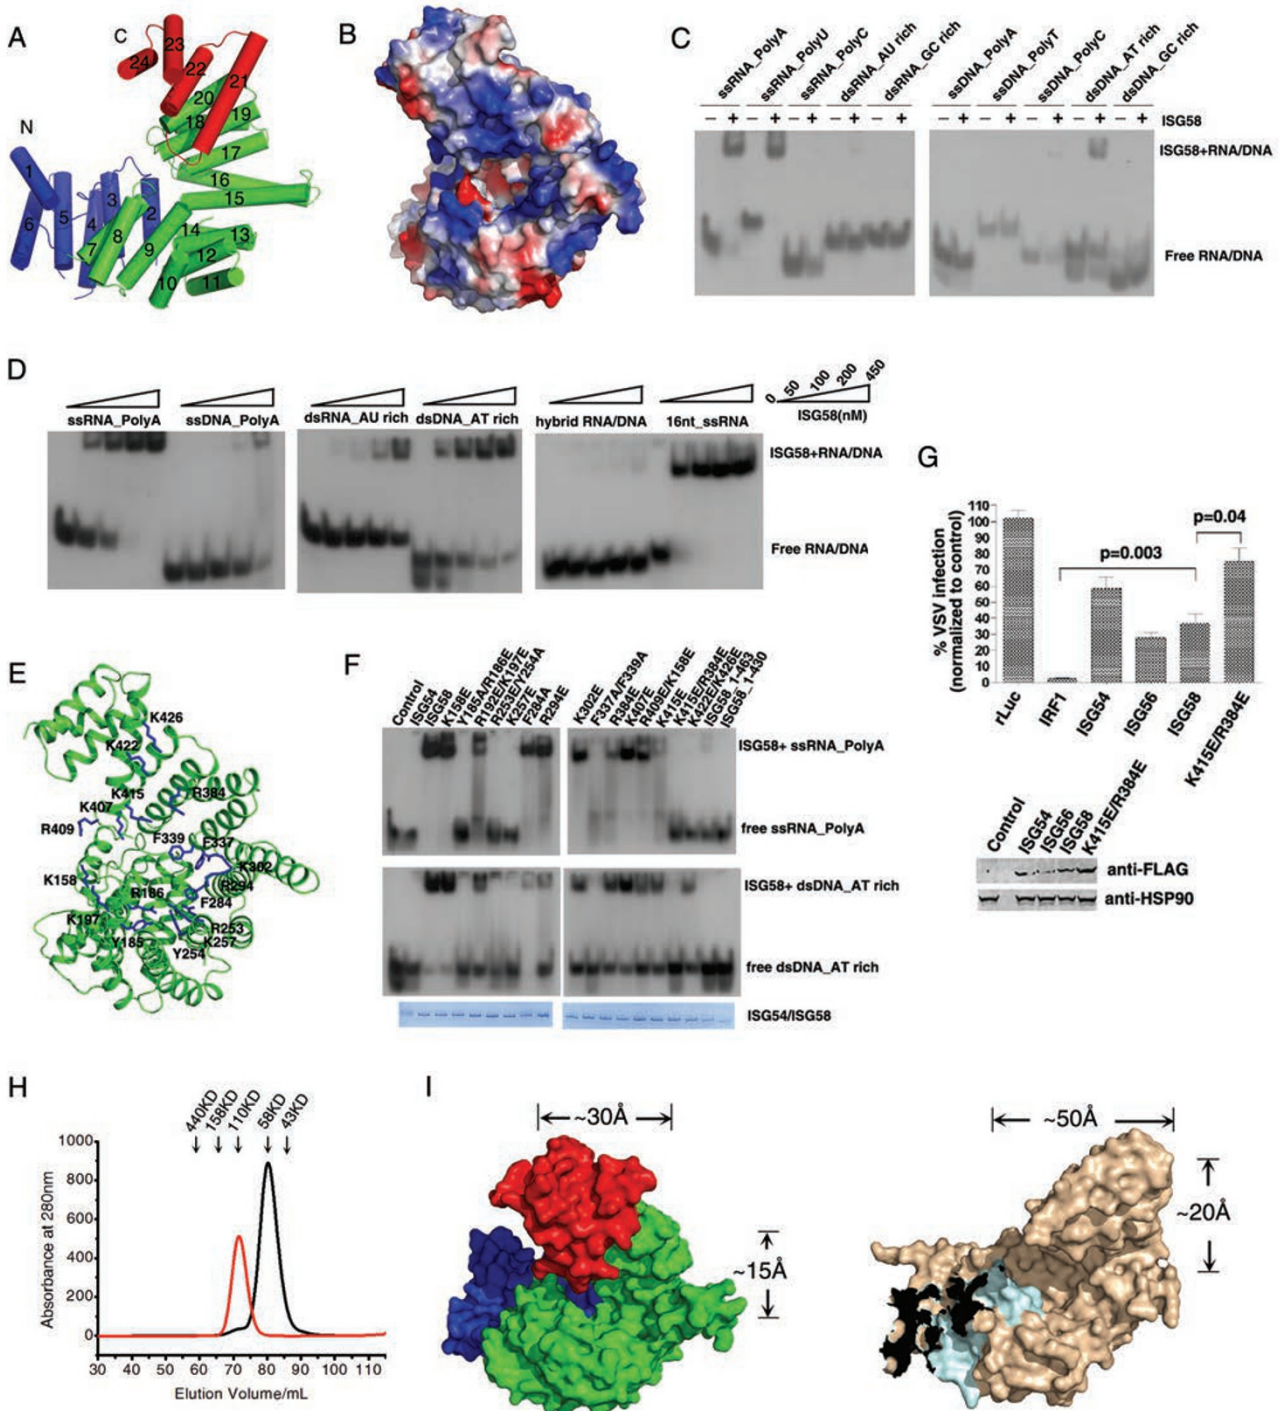 A
C
N
1
2
3
4
5
6
7
8
9
10
11
12
13
14
15
16
17
18
19
20
21
22
23
24
B
C
ssRNA_PolyA
ssRNA_PolyU
ssRNA_PolyC
dsRNA_AU rich
dsRNA_GC rich
ssDNA_PolyA
ssDNA_PolyT
ssDNA_PolyC
dsDNA_AT rich
dsDNA_GC rich
− + − + − + − + − + − + − + − + − + − + ISG58
ISG58+RNA/DNA
Free RNA/DNA
D
0 50 100 200 450
ISG58(nM)
ssRNA_PolyA ssDNA_PolyA dsRNA_AU rich dsDNA_AT rich hybrid RNA/DNA 16nt_ssRNA
ISG58+RNA/DNA
Free RNA/DNA
E
K426
K422
K415
K407
R384
R409
F339
F337
K302
K158
R186
R294
F284
K197
R253
Y185
K257
Y254
F
Control
ISG54
ISG58
K158E
Y185A/R186E
R192E/K197E
R253E/Y254A
K257E
F284A
R294E
K302E
F337A/F339A
R384E
K407E
R409E/K158E
K415E
K415E/R384E
K422E/K426E
ISG58_1-463
ISG58_1-430
ISG58+ ssRNA_PolyA
free ssRNA_PolyA
ISG58+ dsDNA_AT rich
free dsDNA_AT rich
ISG54/ISG58
G
% VSV infection
(normalized to control)
110
100
90
80
70
60
50
40
30
20
10
0
p=0.003
p=0.04
rLuc
IRF1
ISG54
ISG56
ISG58
K415E/R384E
Control
ISG54
ISG56
ISG58
K415E/R384E
anti-FLAG
anti-HSP90
H
440KD
158KD
110KD
58KD
43KD
Absorbance at 280nm
1000
800
600
400
200
0
30 40 50 60 70 80 90 100 110
Elution Volume/mL
I
~30Å
~15Å
~50Å
~20Å